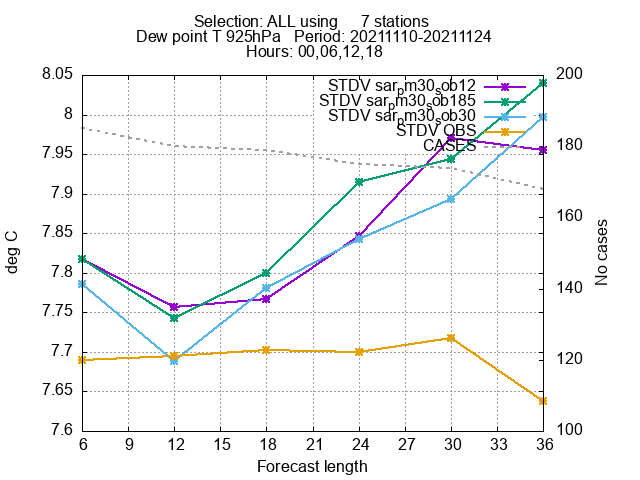 Selection: ALL using 7 stations
Dew point T 925hPa Period: 20211110-20211124
Hours: 00,06,12,18
STDV sarpm30sob12
STDV sarpm30sob185
STDV sarpm30sob30
STDV OBS
CASES
deg C
8.05
8
7.95
7.9
7.85
7.8
7.75
7.7
7.65
7.6
200
180
160
140
120
100
No cases
6 9 12 15 18 21 24 27 30 33 36
Forecast length